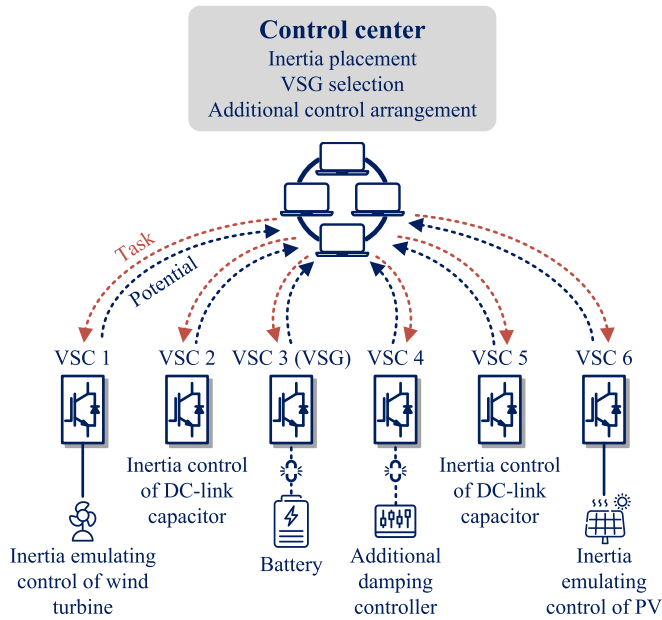 Control center
Inertia placement
VSG selection
Additional control arrangement
Task
Potential
VSC 1
VSC 2
VSC 3 (VSG)
VSC 4
VSC 5
VSC 6
Inertia control
of DC-link
capacitor
Inertia control
of DC-link
capacitor
Inertia emulating
control of wind
turbine
Battery
Additional
damping
controller
Inertia
emulating
control of PV